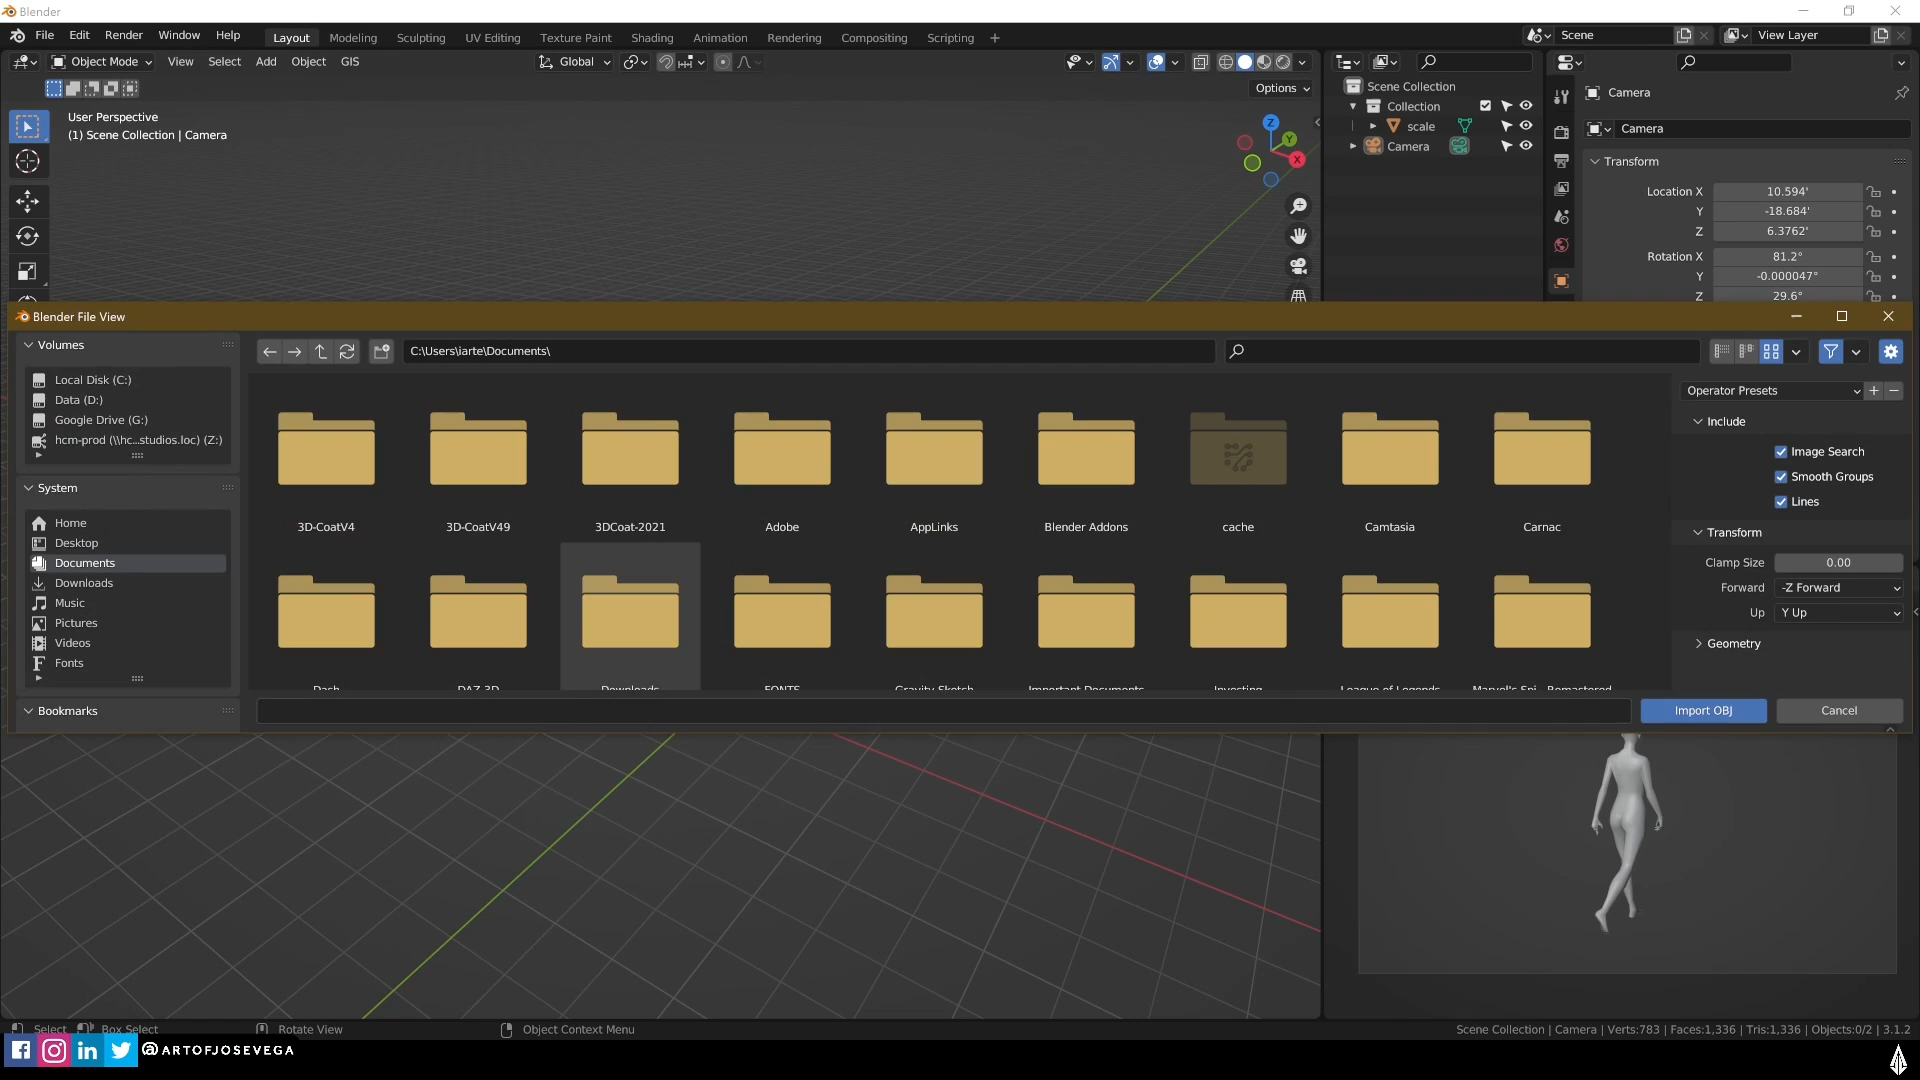 Blender
File Edit Render Window Help Layout Modeling Sculpting UV Editing Texture Paint Shading Animation Rendering Compositing Scripting + Scene View Layer
Object Mode View Select Add Object GIS Global
Options
User Perspective
(1) Scene Collection | Camera
Z
Y
X
Scene Collection
Collection
scale
Camera
Camera
Camera
Transform
Location X 10.594'
Y -18.684'
Z 6.3762'
Rotation X 81.2°
Y -0.000047°
Z 29.6°
Blender File View
Volumes
Local Disk (C:)
Data (D:)
Google Drive (G:)
hcm-prod (\\hc...studios.loc) (Z:)
System
Home
Desktop
Documents
Downloads
Music
Pictures
Videos
Fonts
Bookmarks
C:\Users\iarte\Documents\
3D-CoatV4 3D-CoatV49 3DCoat-2021 Adobe AppLinks Blender Addons cache Camtasia Carnac
Dash DAZ 3D Downloads FONTS Gravity Sketch Important Documents Investing League of Legends Marvel's Spi...Remastered
Operator Presets
Include
Image Search
Smooth Groups
Lines
Transform
Clamp Size 0.00
Forward -Z Forward
Up Y Up
Geometry
Import OBJ Cancel
Select Box Select Rotate View Object Context Menu
Scene Collection | Camera | Verts:783 | Faces:1,336 | Tris:1,336 | Objects:0/2 | 3.1.2
@ARTOFJOSEVEGA